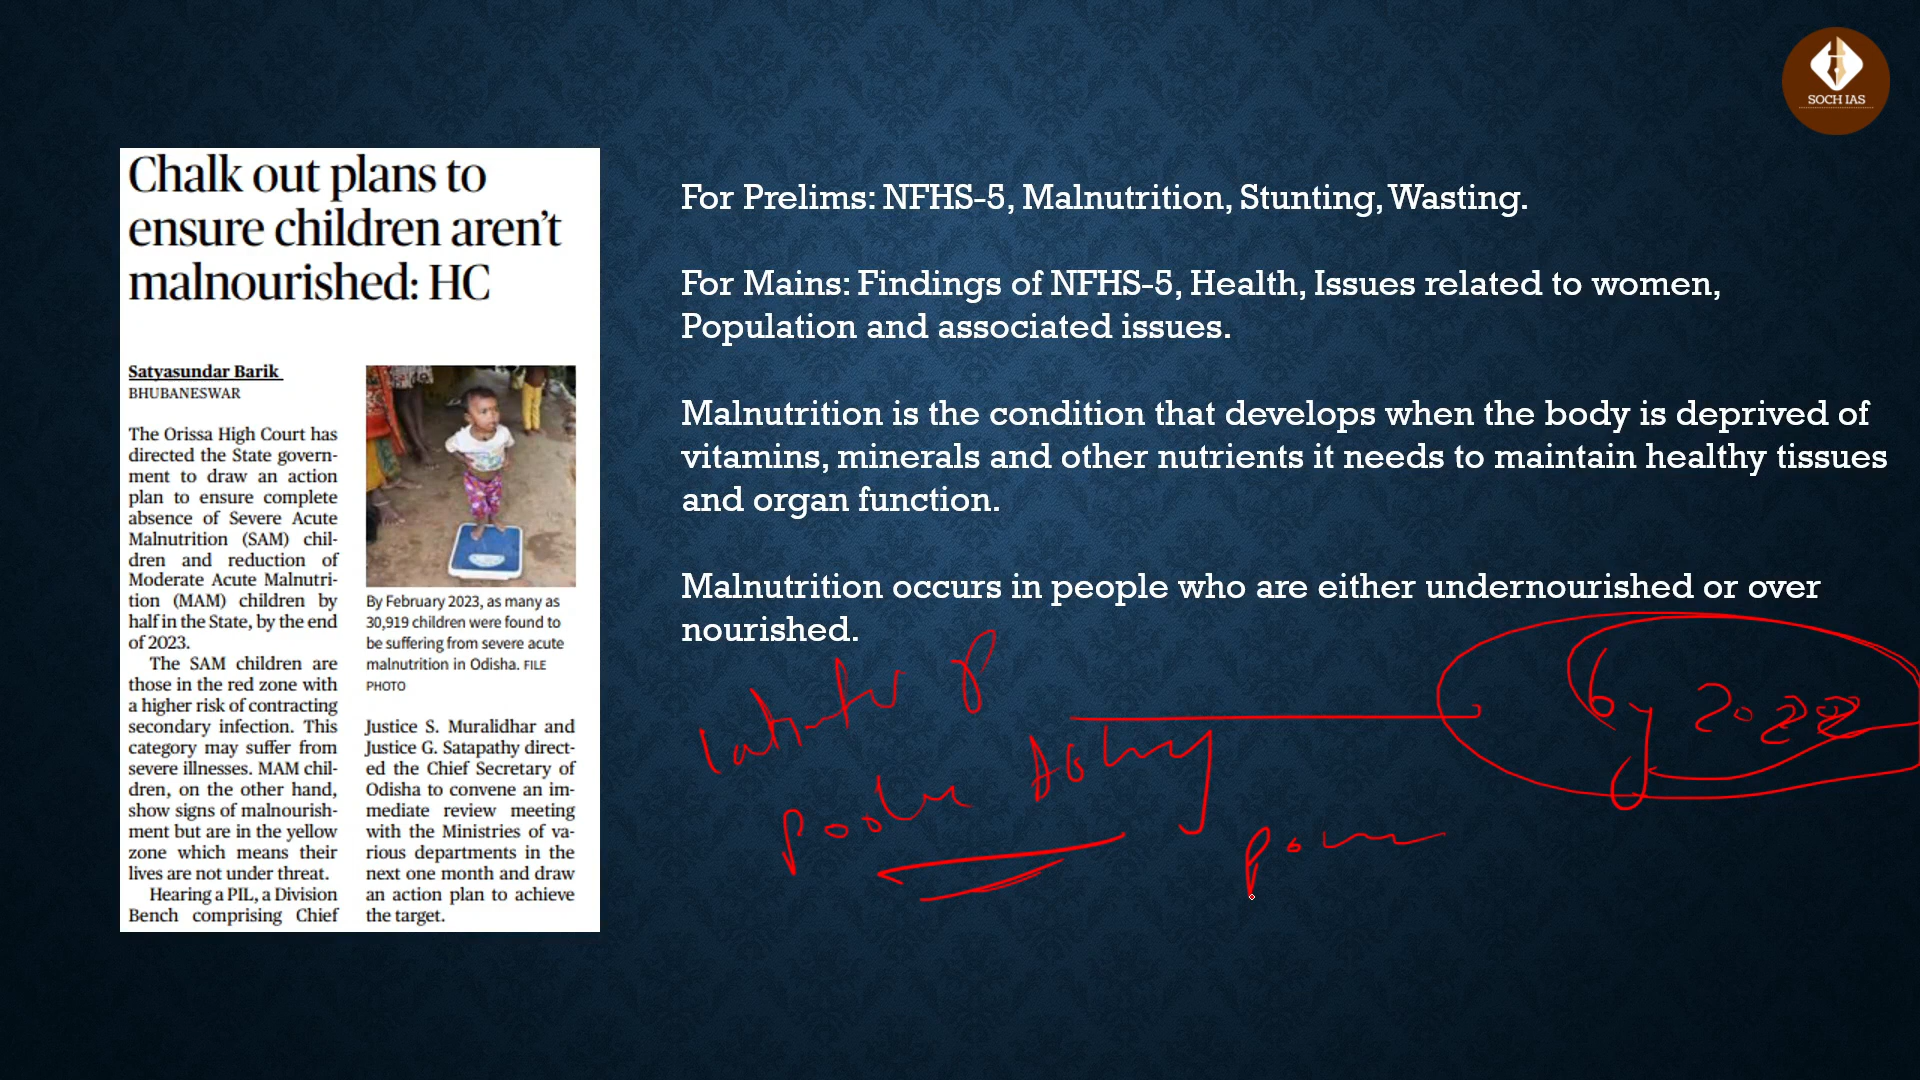 SOCH IAS
Chalk out plans to
ensure children aren't
malnourished: HC
Satyasundar Barik
BHUBANESWAR
The Orissa High Court has
directed the State govern-
ment to draw an action
plan to ensure complete
absence of Severe Acute
Malnutrition (SAM) chil-
dren and reduction of
Moderate Acute Malnutri-
tion (MAM) children by
half in the State, by the end
of 2023.
The SAM children are
those in the red zone with
a higher risk of contracting
secondary infection. This
category may suffer from
severe illnesses. MAM chil-
dren, on the other hand,
show signs of malnourish-
ment but are in the yellow
zone which means their
lives are not under threat.
Hearing a PIL, a Division
Bench comprising Chief
By February 2023, as many as
30,919 children were found to
be suffering from severe acute
malnutrition in Odisha. FILE
PHOTO
Justice S. Muralidhar and
Justice G. Satapathy direct-
ed the Chief Secretary of
Odisha to convene an im-
mediate review meeting
with the Ministries of va-
rious departments in the
next one month and draw
an action plan to achieve
the target.
For Prelims: NFHS-5, Malnutrition, Stunting, Wasting.
For Mains: Findings of NFHS-5, Health, Issues related to women,
Population and associated issues.
Malnutrition is the condition that develops when the body is deprived of
vitamins, minerals and other nutrients it needs to maintain healthy tissues
and organ function.
Malnutrition occurs in people who are either undernourished or over
nourished.
by